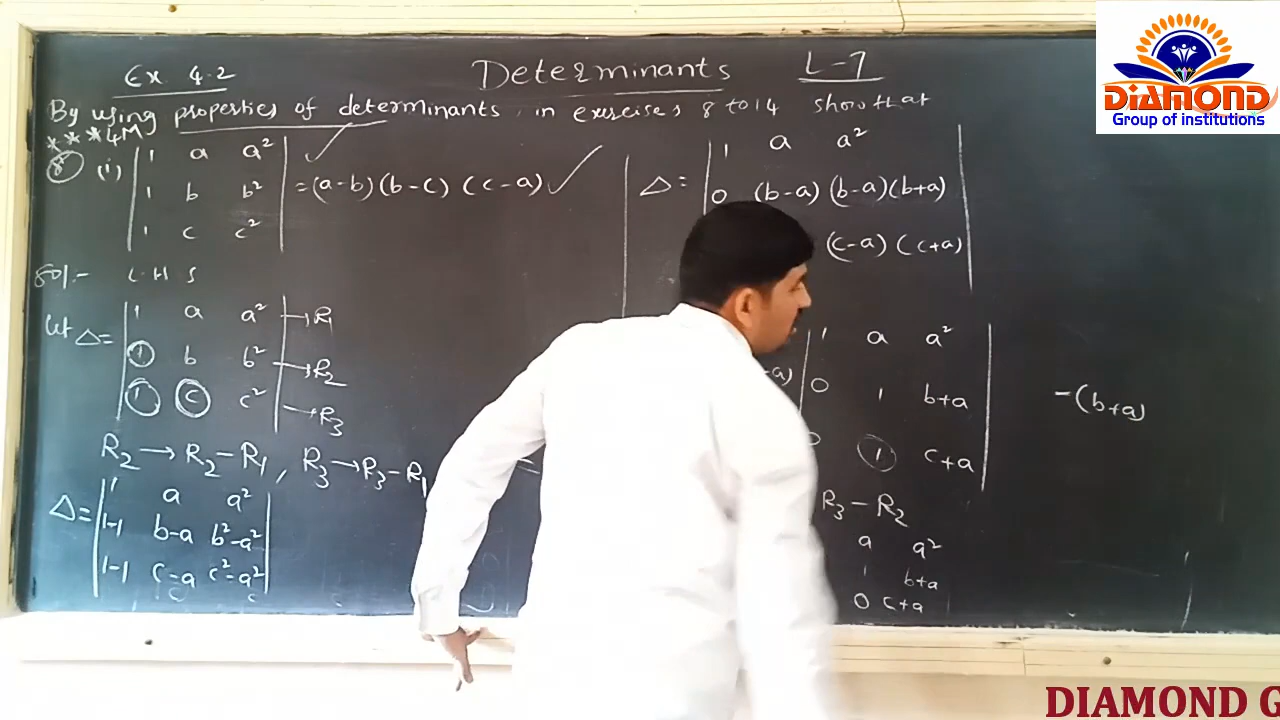 Ex 4.2
Determinants L-7
By using properties of determinants, in exercises 8 to 14 show that
***4M
8 (i) | 1 a a² |
| 1 b b² | = (a-b)(b-c) (c-a)
| 1 c c² |
Sol:- L H S
let Δ= | 1 a a² | → R₁
| 1 b b² | → R₂
| 1 c c² | → R₃
R₂ → R₂-R₁, R₃ → R₃-R₁
Δ= | 1 a a² |
| 1-1 b-a b²-a² |
| 1-1 c-a c²-a² |
Δ= | 1 a a² |
| 0 (b-a) (b-a)(b+a) |
(c-a) (c+a) |
| 1 a a² |
-a) | 0 1 b+a | -(b+a)
0 1 c+a |
R₃-R₂
a a²
1 b+a
0 c+a
DIAMOND
Group of institutions
DIAMOND G